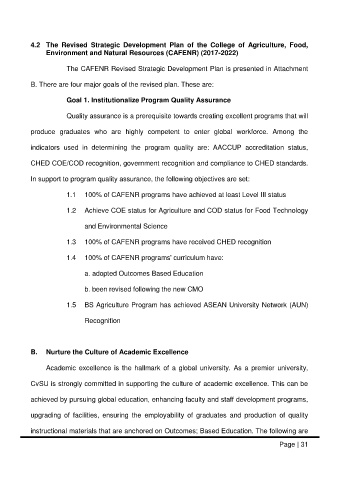 4.2 The Revised Strategic Development Plan of the College of Agriculture, Food,
Environment and Natural Resources (CAFENR) (2017-2022)
The CAFENR Revised Strategic Development Plan is presented in Attachment
B. There are four major goals of the revised plan. These are:
Goal 1. Institutionalize Program Quality Assurance
Quality assurance is a prerequisite towards creating excellent programs that will
produce graduates who are highly competent to enter global workforce. Among the
indicators used in determining the program quality are: AACCUP accreditation status,
CHED COE/COD recognition, government recognition and compliance to CHED standards.
In support to program quality assurance, the following objectives are set:
1.1 100% of CAFENR programs have achieved at least Level III status
1.2 Achieve COE status for Agriculture and COD status for Food Technology
and Environmental Science
1.3 100% of CAFENR programs have received CHED recognition
1.4 100% of CAFENR programs' curriculum have:
a. adopted Outcomes Based Education
b. been revised following the new CMO
1.5 BS Agriculture Program has achieved ASEAN University Network (AUN)
Recognition
B. Nurture the Culture of Academic Excellence
Academic excellence is the hallmark of a global university. As a premier university,
CvSU is strongly committed in supporting the culture of academic excellence. This can be
achieved by pursuing global education, enhancing faculty and staff development programs,
upgrading of facilities, ensuring the employability of graduates and production of quality
instructional materials that are anchored on Outcomes; Based Education. The following are
Page | 31